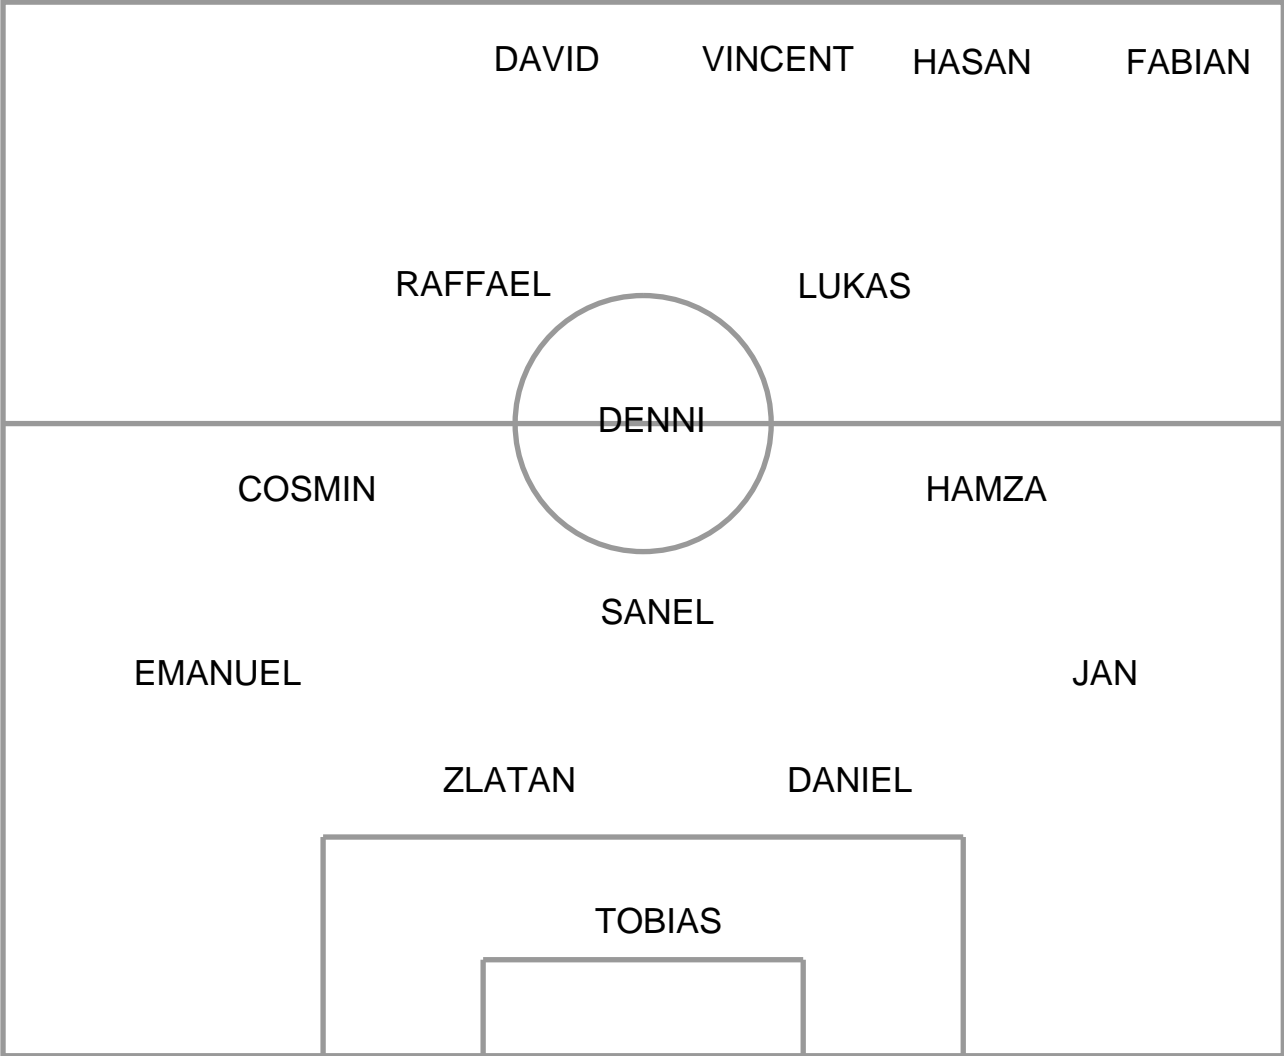 DAVID VINCENT HASAN FABIAN
RAFFAEL LUKAS
DENNI
COSMIN HAMZA
SANEL
EMANUEL JAN
ZLATAN DANIEL
TOBIAS